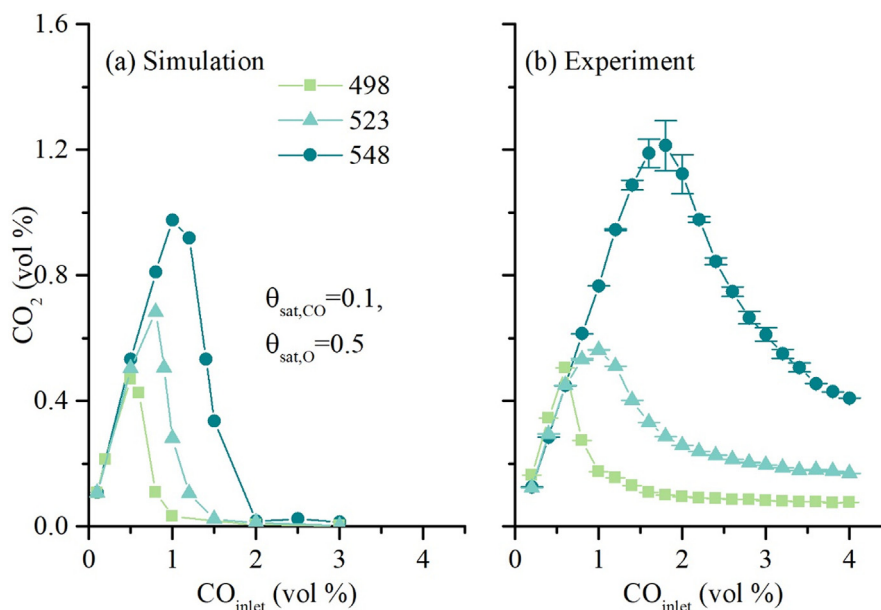 1.6
(a) Simulation
(b) Experiment
498
523
548
1.2
CO2 (vol %)
0.8
θsat,CO=0.1,
θsat,O=0.5
0.4
0.0
0 1 2 3 4
0 1 2 3 4
COinlet (vol %)
COinlet (vol %)